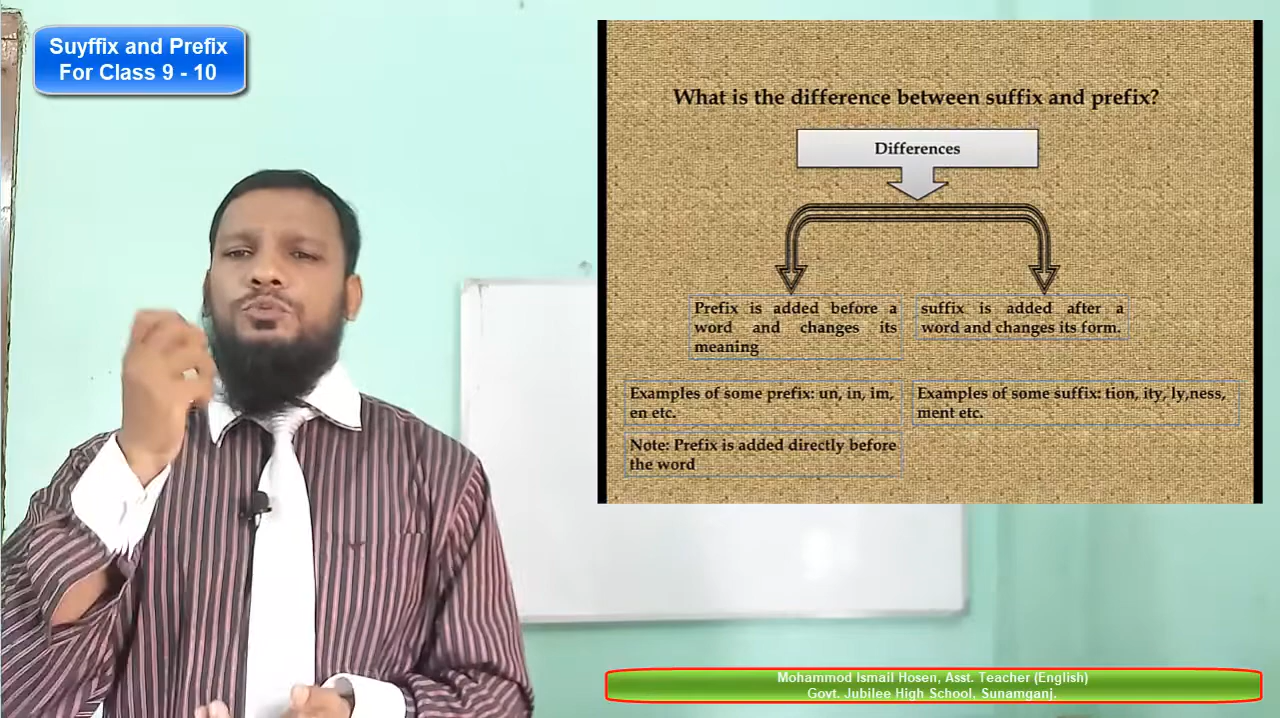 Suyffix and Prefix
For Class 9 - 10
What is the difference between suffix and prefix?
Differences
Prefix is added before a
word and changes its
meaning
suffix is added after a
word and changes its form.
Examples of some prefix: un, in, im,
en etc.
Examples of some suffix: tion, ity, ly,ness,
ment etc.
Note: Prefix is added directly before
the word
Mohammod Ismail Hosen, Asst. Teacher (English)
Govt. Jubilee High School, Sunamganj.